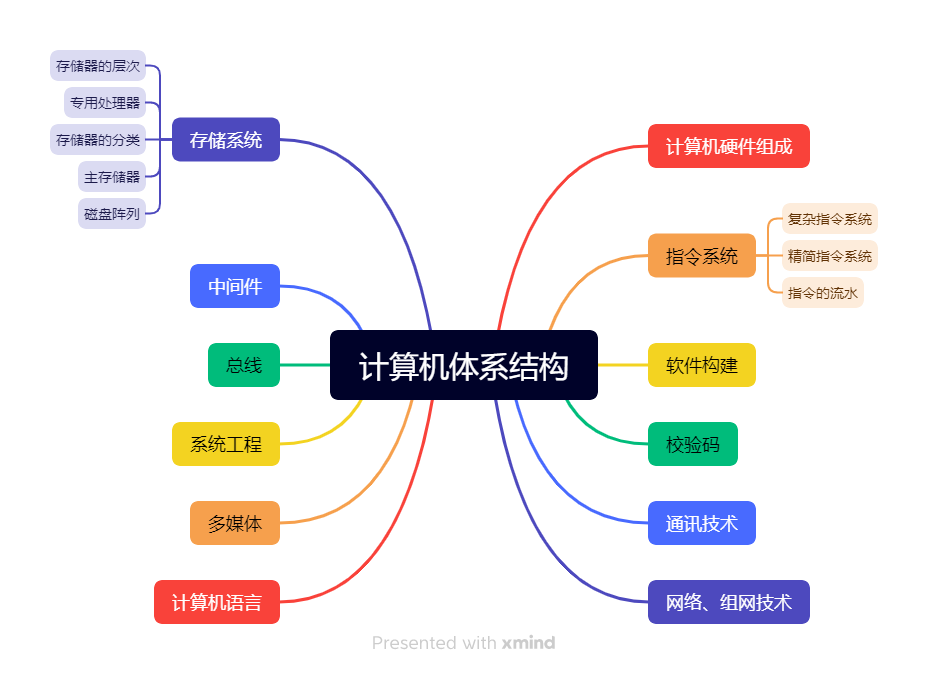 存储器的层次
专用处理器
存储器的分类
主存储器
磁盘阵列
存储系统
中间件
总线
系统工程
多媒体
计算机语言
计算机体系结构
计算机硬件组成
指令系统
复杂指令系统
精简指令系统
指令的流水
软件构建
校验码
通讯技术
网络、组网技术
Presented with xmind